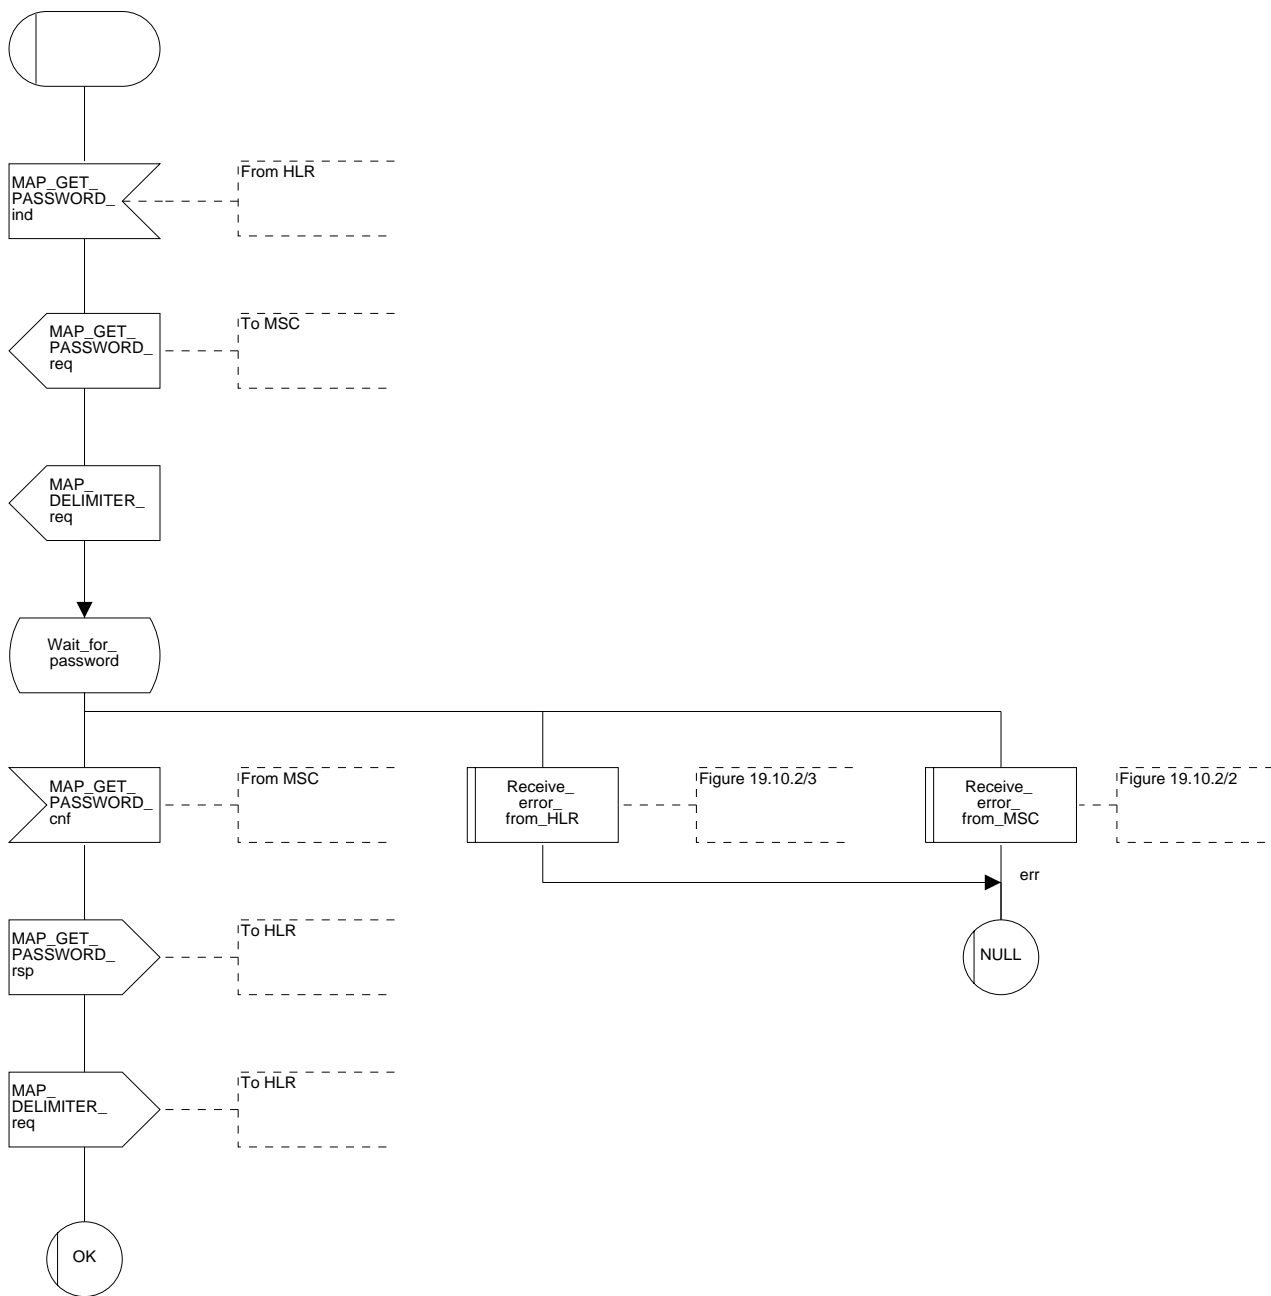 MAP_GET_
PASSWORD_
ind
From HLR
MAP_GET_
PASSWORD_
req
To MSC
MAP_
DELIMITER_
req
Wait_for_
password
MAP_GET_
PASSWORD_
cnf
From MSC
Receive_
error_
from_HLR
Figure 19.10.2/3
Receive_
error_
from_MSC
Figure 19.10.2/2
err
MAP_GET_
PASSWORD_
rsp
To HLR
NULL
MAP_
DELIMITER_
req
To HLR
OK